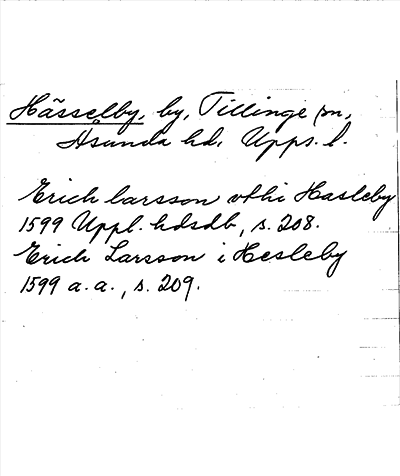 Hässelby, by, Tillinge sn,
Åsunda hd, Upps. l.
Erich larsson vthi Hasleby
1599 Uppl. hdsdb, s. 208.
Erich Larsson i Hesleby
1599 a.a., s. 209.